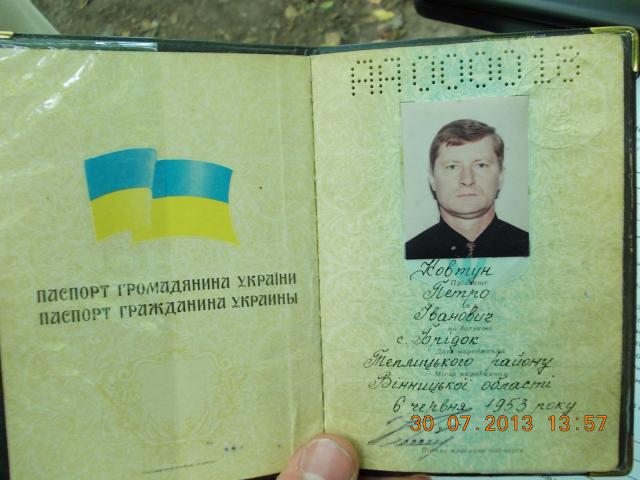 ПАСПОРТ ГРОМАДЯНИНА УКРАЇНИ
ПАСПОРТ ГРАЖДАНИНА УКРАИНЫ
АА000018
Ковтун
Прізвище
Петро
Ім'я
Іванович
по батькові
с. Брідок
Дата народження
Теплицького району
Місце народження
Вінницької області
6 червня 1953 року
30.07.2013 13:57
Підпис власника паспорта